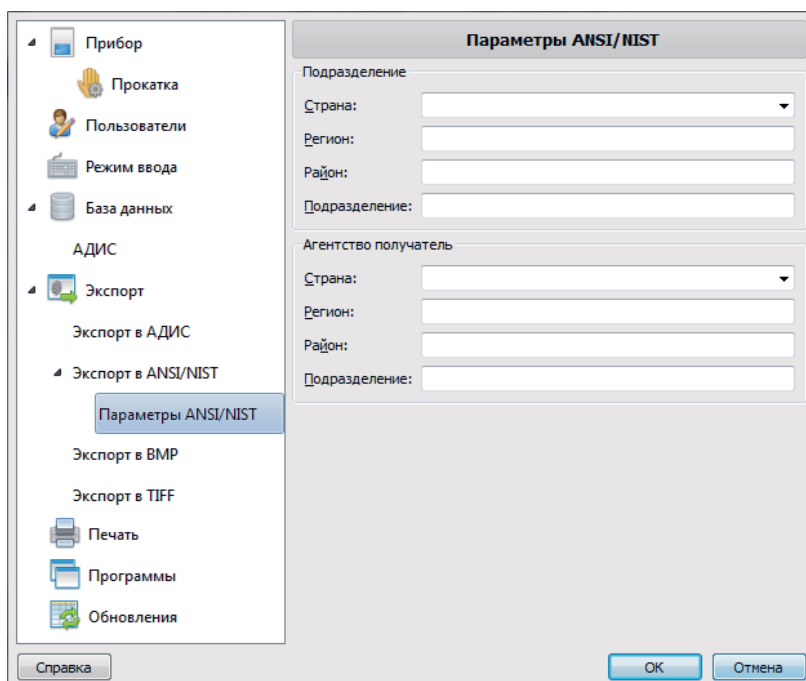 Прибор
Прокатка
Пользователи
Режим ввода
База данных
АДИС
Экспорт
Экспорт в АДИС
Экспорт в ANSI/NIST
Параметры ANSI/NIST
Экспорт в BMP
Экспорт в TIFF
Печать
Программы
Обновления
Параметры ANSI/NIST
Подразделение
Страна:
Регион:
Район:
Подразделение:
Агентство получатель
Страна:
Регион:
Район:
Подразделение:
Справка
ОК
Отмена